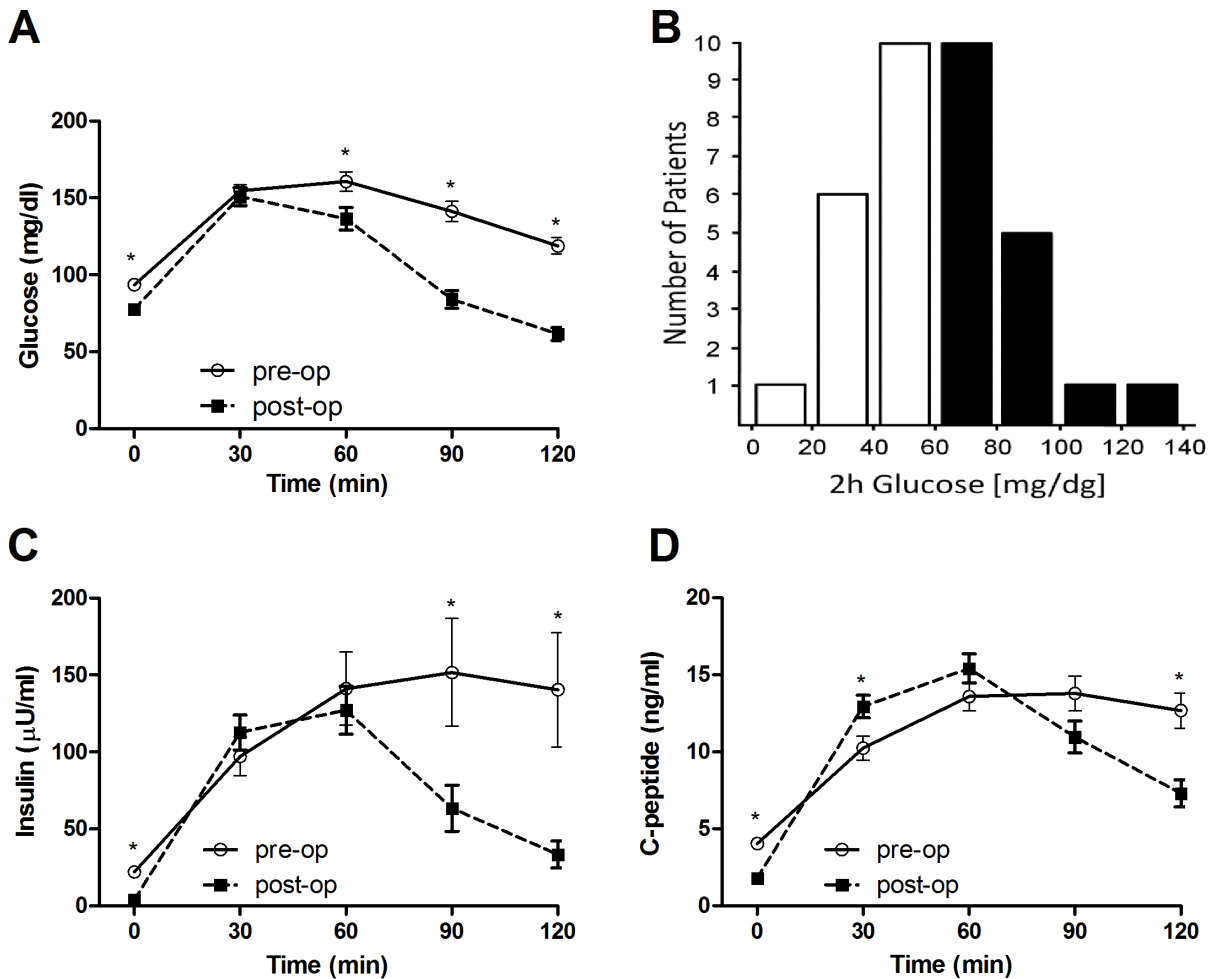 A
Glucose (mg/dl)
200
150
100
50
0
*
*
*
*
pre-op
post-op
0 30 60 90 120
Time (min)
B
Number of Patients
10
9
8
7
6
5
4
3
2
1
0 20 40 60 80 100 120 140
2h Glucose [mg/dg]
C
Insulin (µU/ml)
200
150
100
50
0
*
*
*
pre-op
post-op
0 30 60 90 120
Time (min)
D
C-peptide (ng/ml)
20
15
10
5
0
*
*
*
pre-op
post-op
0 30 60 90 120
Time (min)